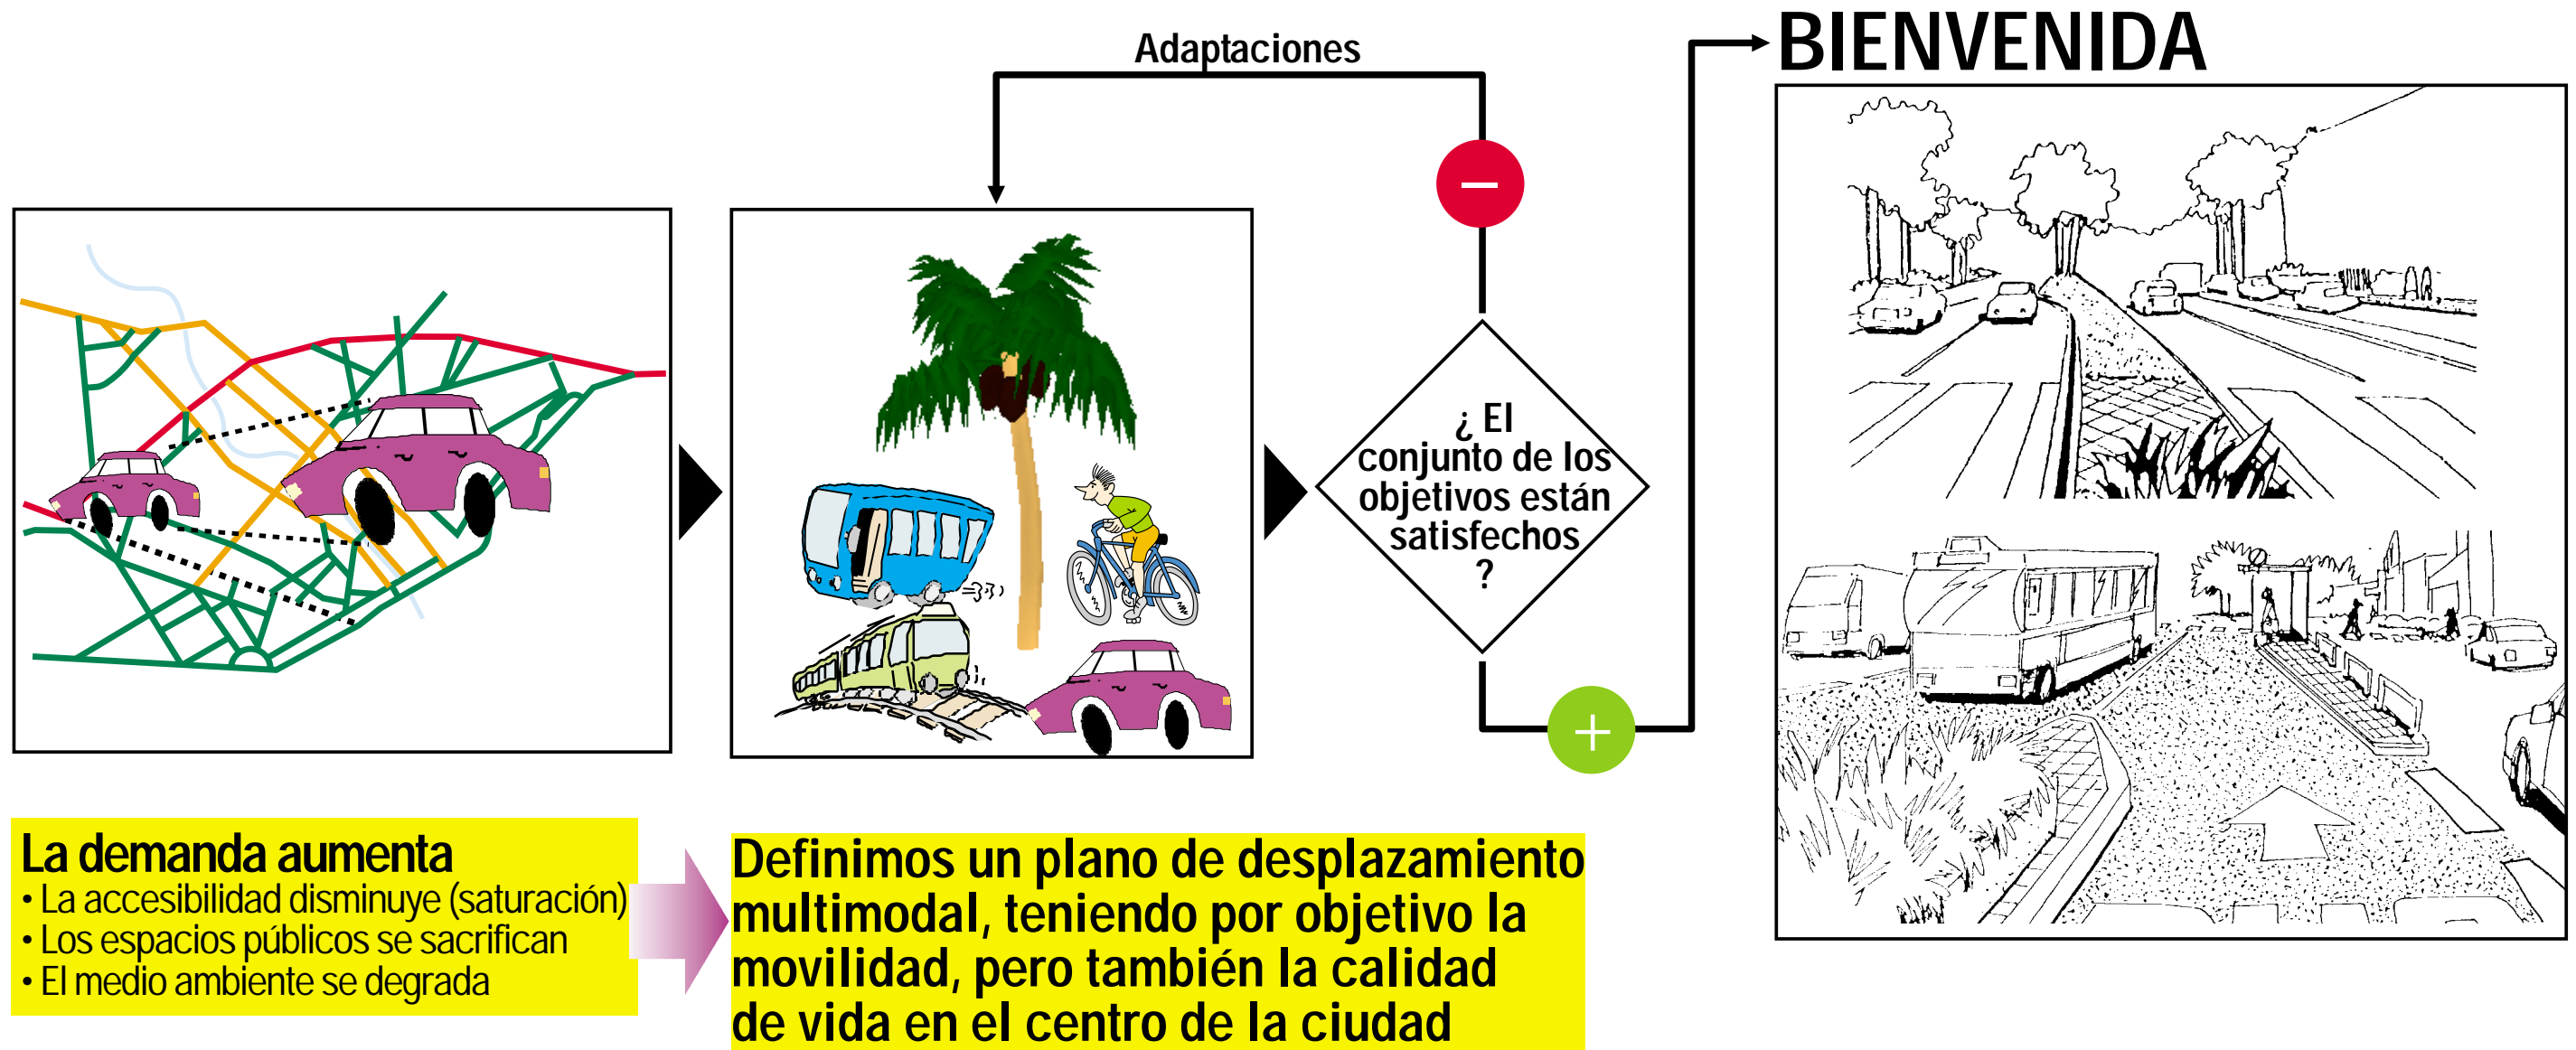 Adaptaciones
BIENVENIDA
–
¿ El
conjunto de los
objetivos están
satisfechos
?
+
La demanda aumenta
• La accesibilidad disminuye (saturación)
• Los espacios públicos se sacrifican
• El medio ambiente se degrada
Definimos un plano de desplazamiento
multimodal, teniendo por objetivo la
movilidad, pero también la calidad
de vida en el centro de la ciudad